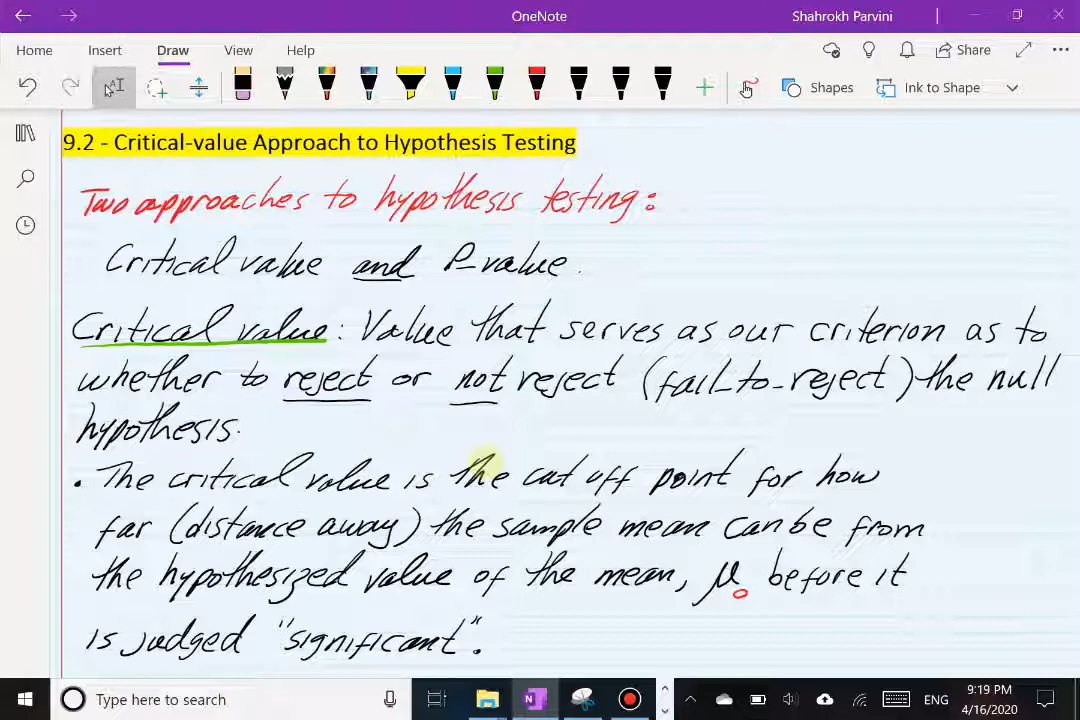 OneNote
Shahrokh Parvini
Home Insert Draw View Help
Share
Shapes
Ink to Shape
9.2 - Critical-value Approach to Hypothesis Testing
Two approaches to hypothesis testing:
Critical value and P-value.
Critical value: Value that serves as our criterion as to
whether to reject or not reject (fail-to-reject) the null
hypothesis.
. The critical value is the cut off point for how
far (distance away) the sample mean can be from
the hypothesized value of the mean, μ₀ before it
is judged "significant".
Type here to search
ENG
9:19 PM
4/16/2020